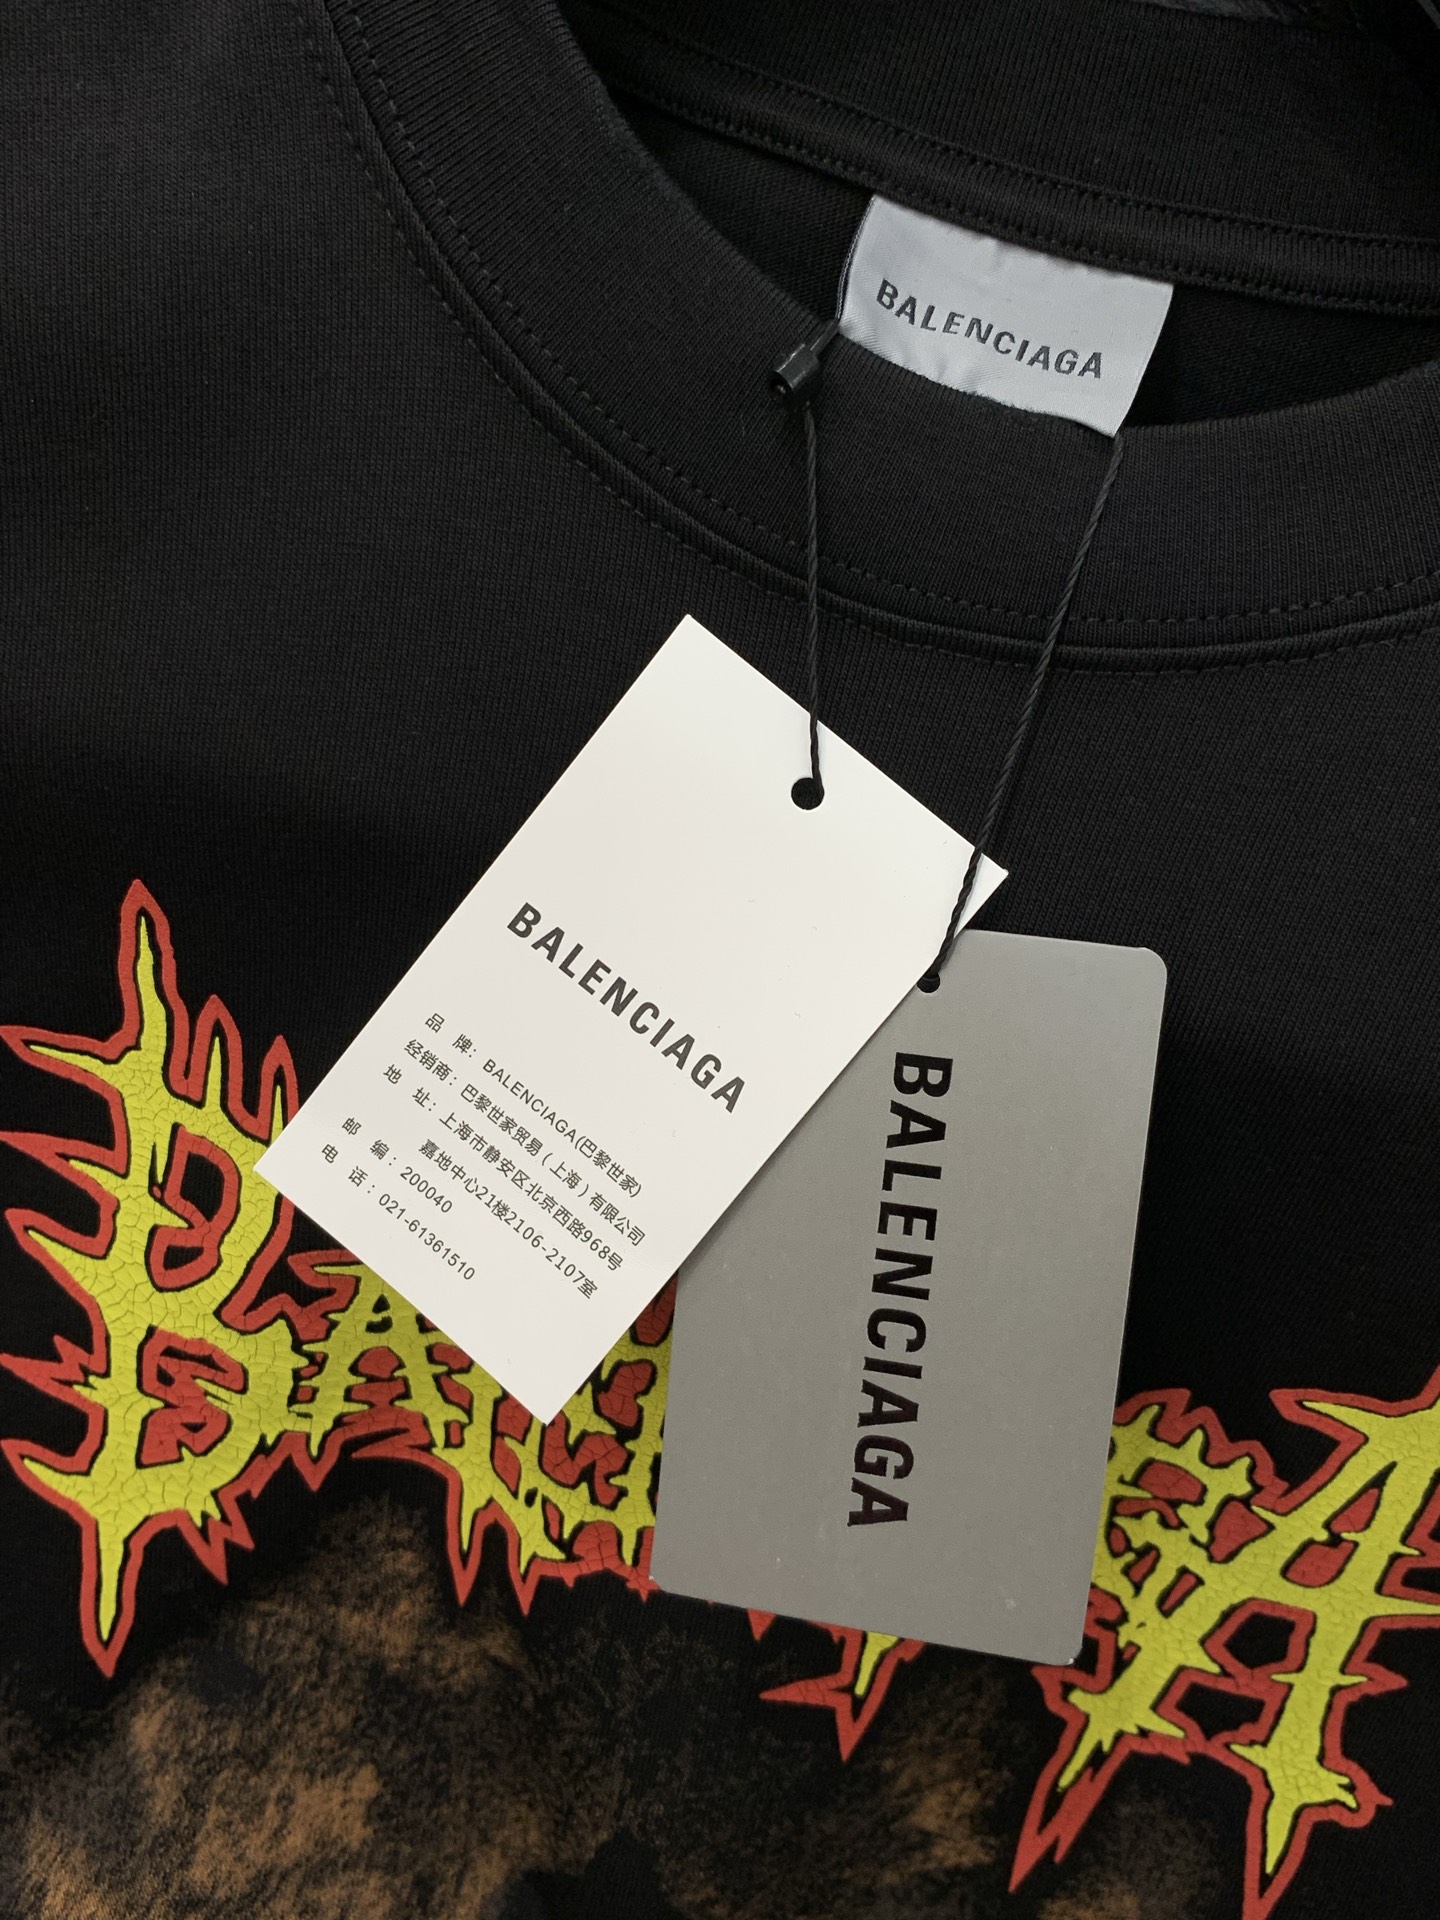 BALENCIAGA
BALENCIAGA
品 牌：BALENCIAGA(巴黎世家)
经销商：巴黎世家贸易（上海）有限公司
地 址：上海市静安区北京西路968号
嘉地中心21楼2106-2107室
邮 编：200040
电 话：021-61361510
BALENCIAGA